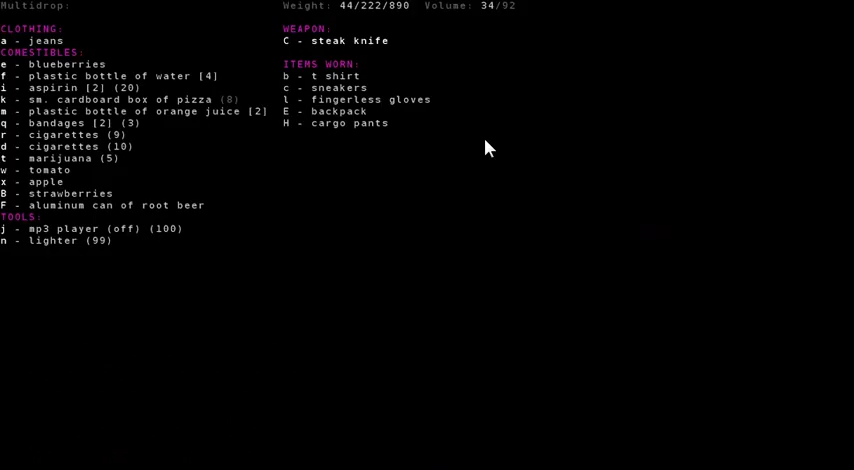 Multidrop:
Weight: 44/222/890 Volume: 34/92
CLOTHING:
a - jeans
COMESTIBLES:
e - blueberries
f - plastic bottle of water [4]
i - aspirin [2] (20)
k - sm. cardboard box of pizza (8)
m - plastic bottle of orange juice [2]
q - bandages [2] (3)
r - cigarettes (9)
d - cigarettes (10)
t - marijuana (5)
w - tomato
x - apple
B - strawberries
F - aluminum can of root beer
TOOLS:
j - mp3 player (off) (100)
n - lighter (99)
WEAPON:
C - steak knife
ITEMS WORN:
b - t shirt
c - sneakers
l - fingerless gloves
E - backpack
H - cargo pants